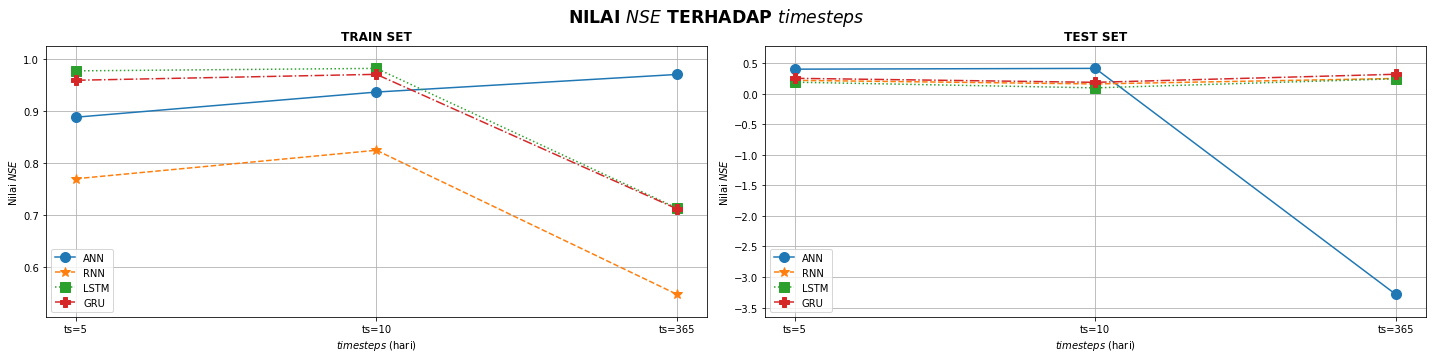 NILAI NSE TERHADAP timesteps
TRAIN SET
1.0
0.9
0.8
0.7
0.6
Nilai NSE
ANN
RNN
LSTM
GRU
ts=5
ts=10
ts=365
timesteps (hari)
TEST SET
0.5
0.0
−0.5
−1.0
−1.5
−2.0
−2.5
−3.0
−3.5
Nilai NSE
ANN
RNN
LSTM
GRU
ts=5
ts=10
ts=365
timesteps (hari)